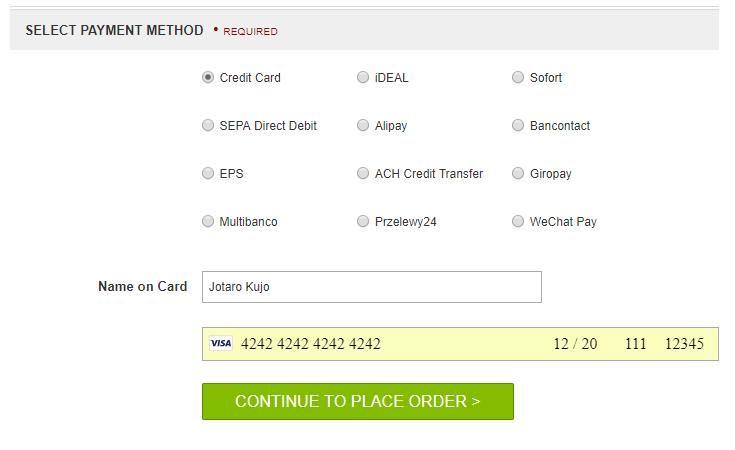 SELECT PAYMENT METHOD • REQUIRED
Credit Card iDEAL Sofort
SEPA Direct Debit Alipay Bancontact
EPS ACH Credit Transfer Giropay
Multibanco Przelewy24 WeChat Pay
Name on Card Jotaro Kujo
VISA 4242 4242 4242 4242 12 / 20 111 12345
CONTINUE TO PLACE ORDER >